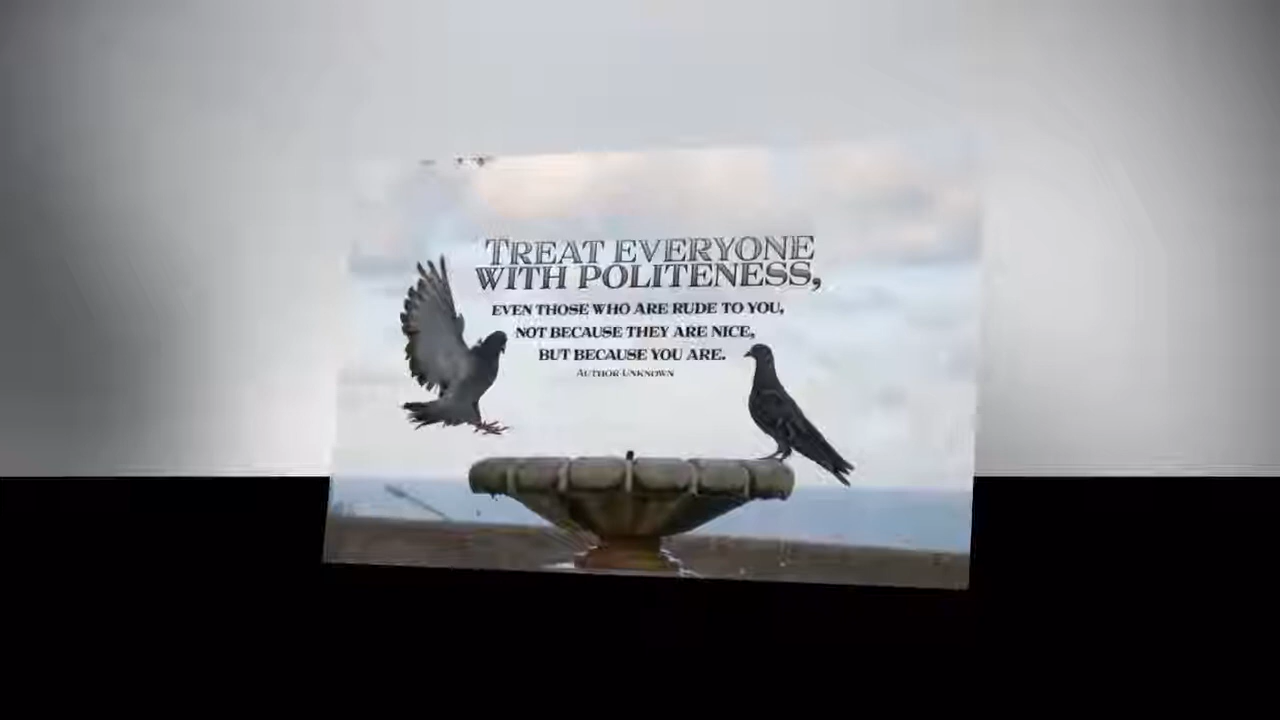 TREAT EVERYONE
WITH POLITENESS,
EVEN THOSE WHO ARE RUDE TO YOU,
NOT BECAUSE THEY ARE NICE,
BUT BECAUSE YOU ARE.
AUTHOR UNKNOWN